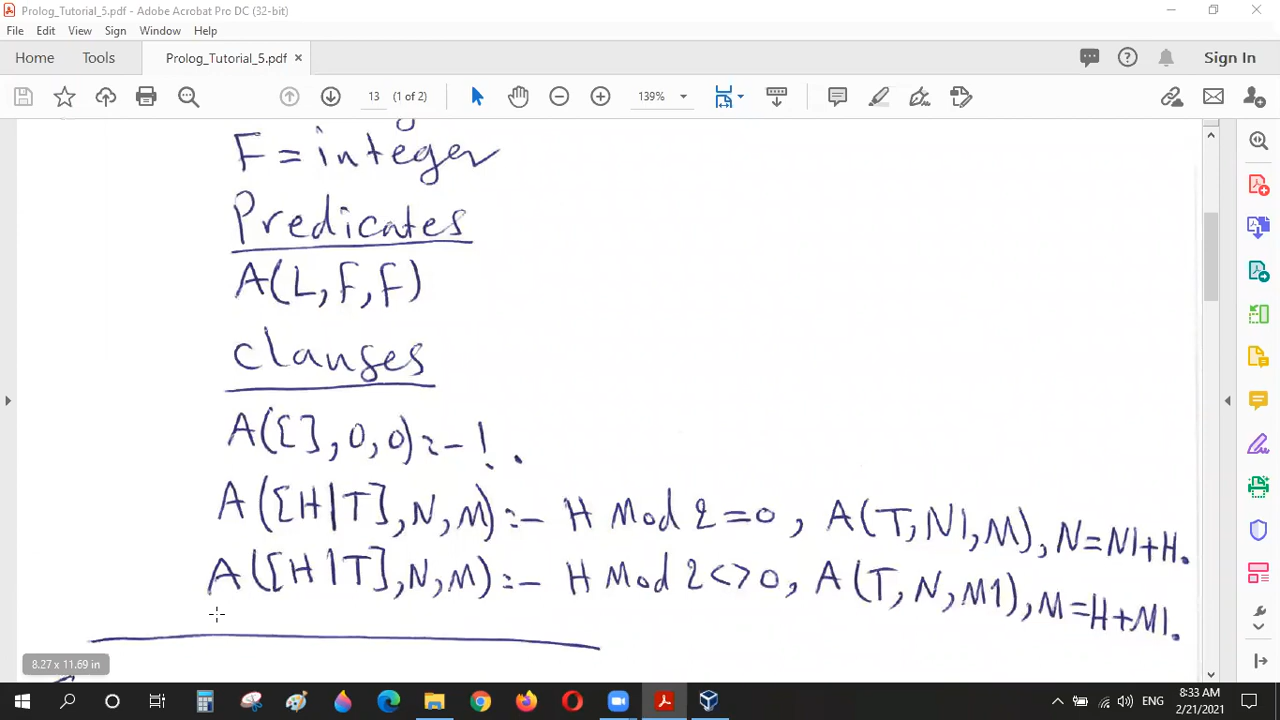 Prolog_Tutorial_5.pdf - Adobe Acrobat Pro DC (32-bit)
File Edit View Sign Window Help
Home Tools Prolog_Tutorial_5.pdf × Sign In
13 (1 of 2) 139%
F = integer
Predicates
A(L,F,F)
clauses
A([],0,0):-!.
A([H|T],N,M):- H Mod 2=0, A(T,N1,M), N=N1+H.
A([H|T],N,M):- H Mod 2<>0, A(T,N,M1), M=H+M1.
8.27 x 11.69 in
ENG
8:33 AM
2/21/2021